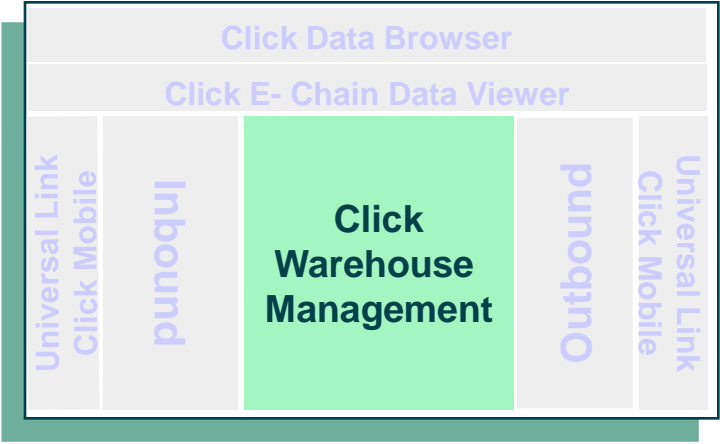 Click Data Browser
Click E- Chain Data Viewer
Universal Link
Click Mobile
Inbound
Click
Warehouse
Management
Outbound
Universal Link
Click Mobile